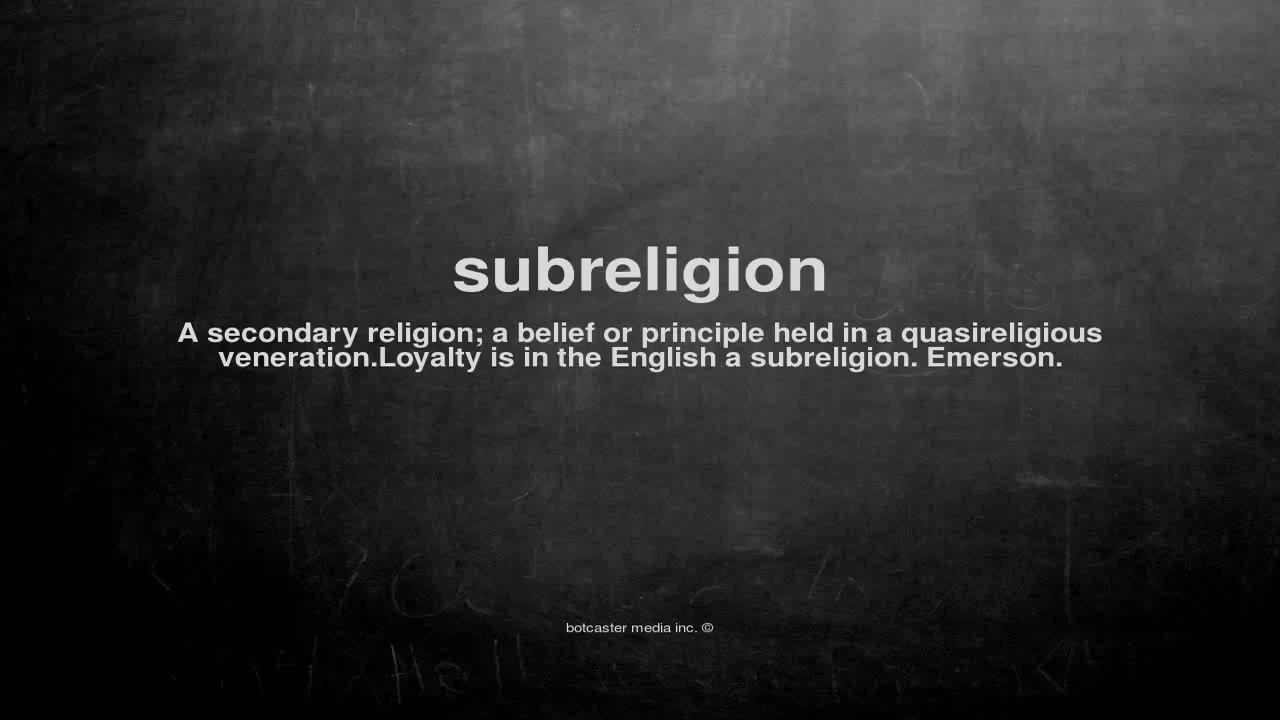 subreligion
A secondary religion; a belief or principle held in a quasireligious
veneration.Loyalty is in the English a subreligion. Emerson.
botcaster media inc. ©